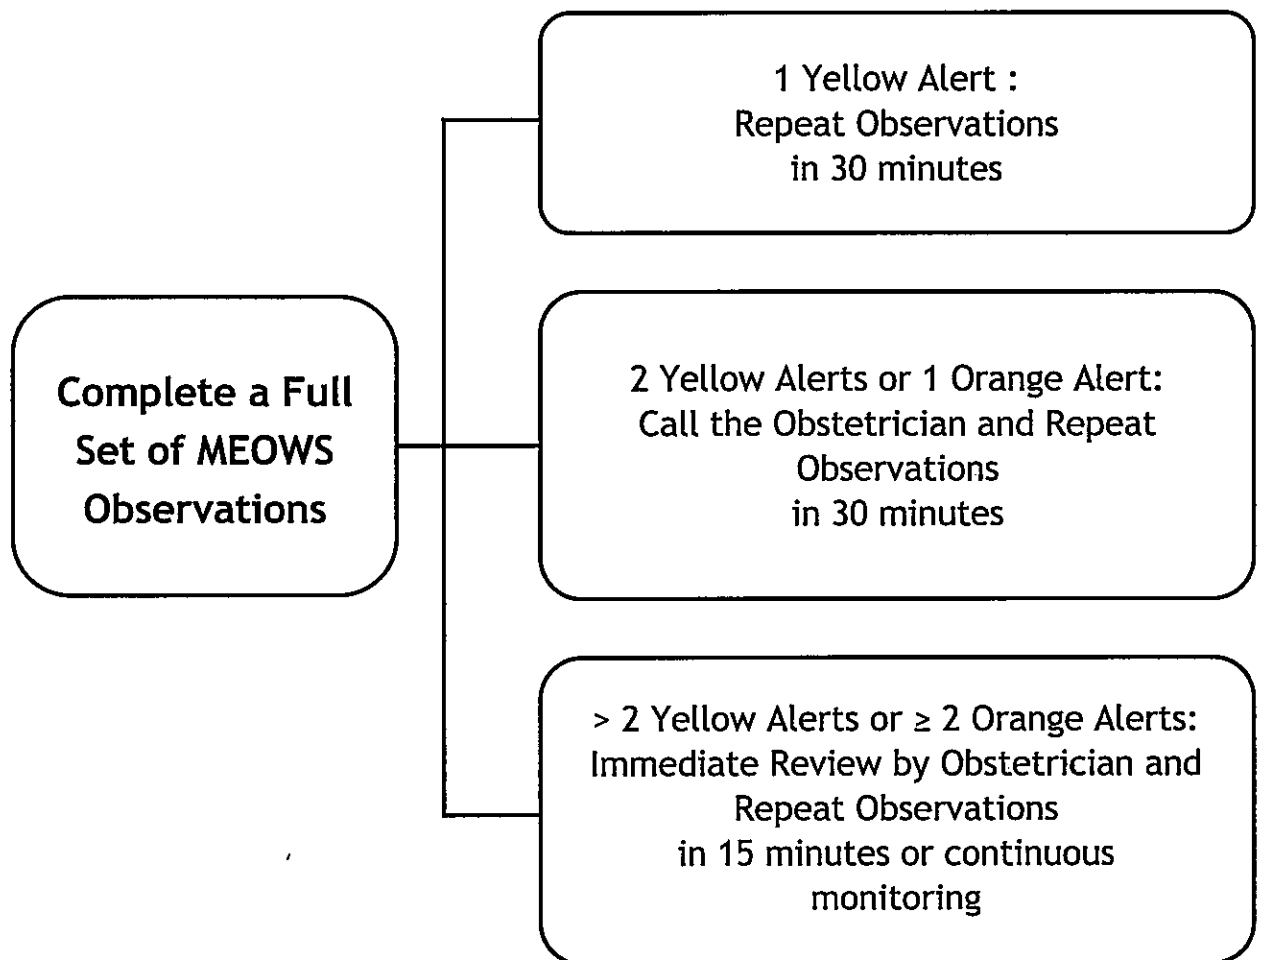 Complete a Full
Set of MEOWS
Observations
1 Yellow Alert :
Repeat Observations
in 30 minutes
2 Yellow Alerts or 1 Orange Alert:
Call the Obstetrician and Repeat
Observations
in 30 minutes
> 2 Yellow Alerts or ≥ 2 Orange Alerts:
Immediate Review by Obstetrician and
Repeat Observations
in 15 minutes or continuous
monitoring